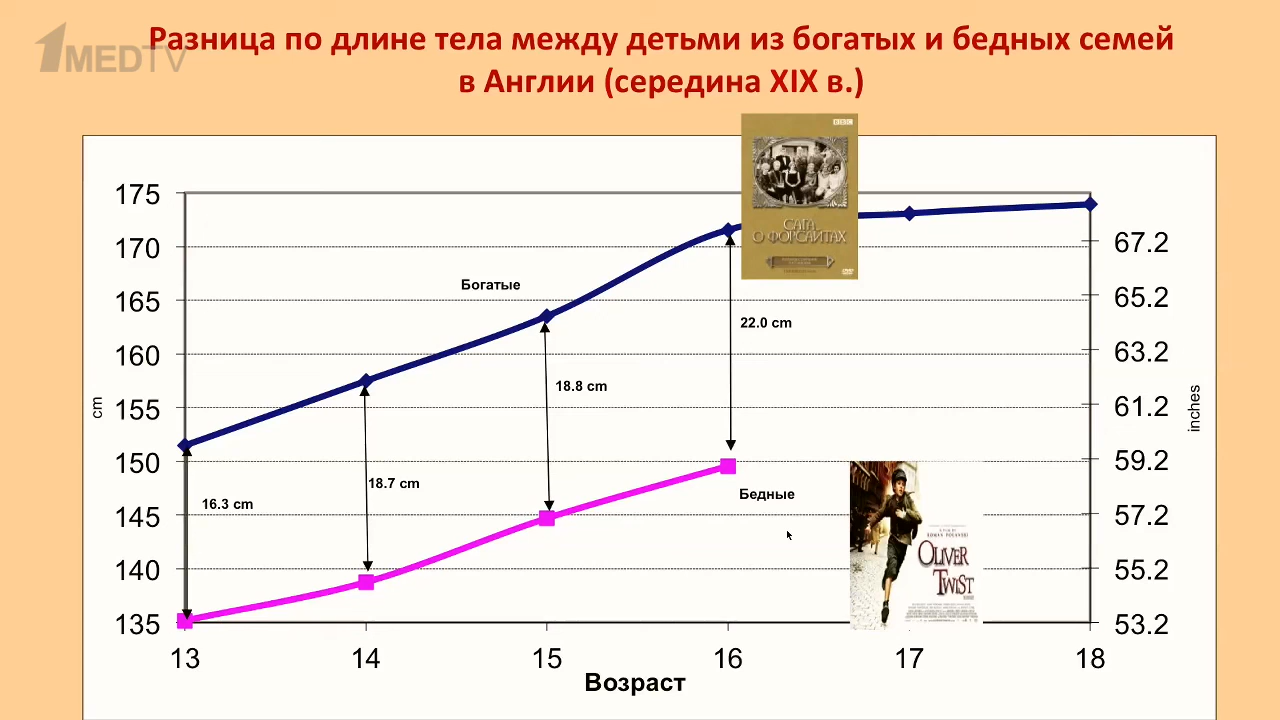 1MEDTV
Разница по длине тела между детьми из богатых и бедных семей
в Англии (середина XIX в.)
BBC
САГА
О ФОРСАЙТАХ
175
170
165
160
155
150
145
140
135
cm
67.2
65.2
63.2
61.2
59.2
57.2
55.2
53.2
inches
Богатые
22.0 cm
18.8 cm
18.7 cm
16.3 cm
Бедные
ROMAN POLANSKI
OLIVER
TWIST
13 14 15 16 17 18
Возраст